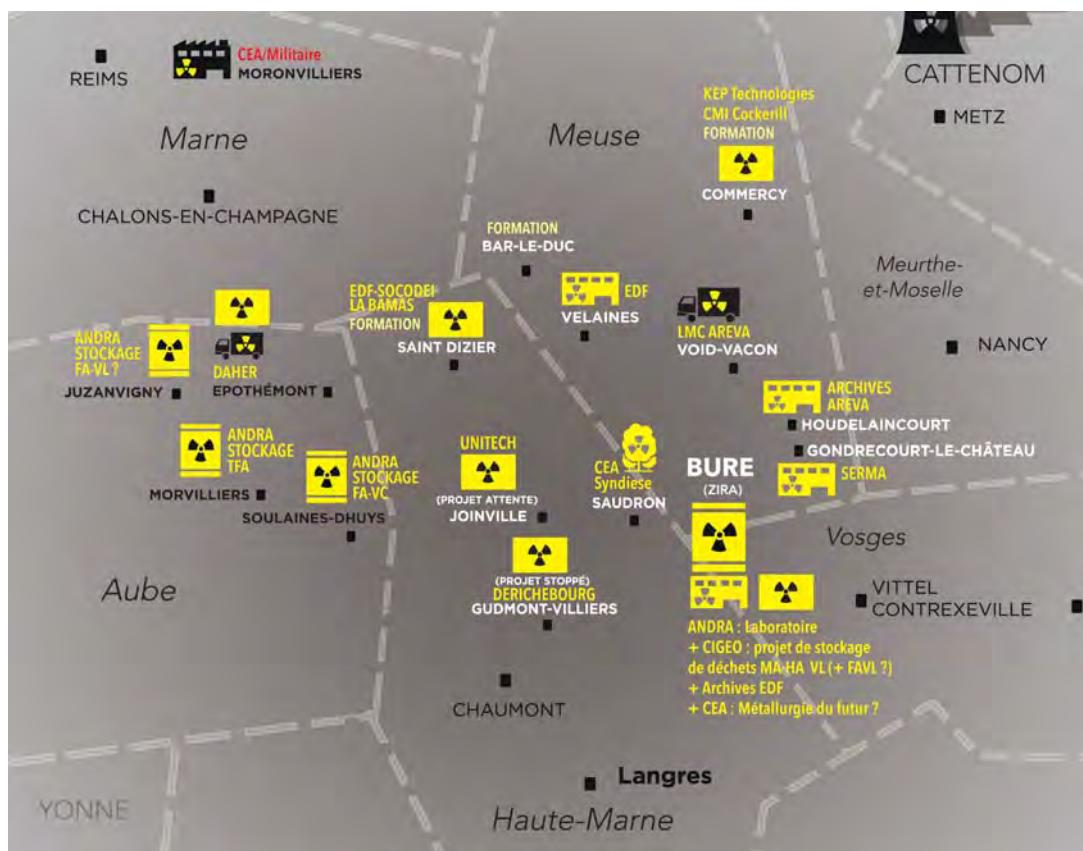 CEA/Militaire
MORONVILLIERS
REIMS
CATTENOM
METZ
Marne
Meuse
KEP Technologies
CMI Cockerill
FORMATION
COMMERCY
CHALONS-EN-CHAMPAGNE
FORMATION
BAR-LE-DUC
Meurthe-
et-Moselle
EDF
VELAINES
EDF-SOCODEI
LA BAMAS
FORMATION
SAINT DIZIER
LMC AREVA
VOID-VACON
NANCY
ANDRA
STOCKAGE
FA-VL ?
JUZANVIGNY
DAHER
EPOTHÉMONT
ARCHIVES
AREVA
HOUDELAINCOURT
GONDRECOURT-LE-CHÂTEAU
SERMA
ANDRA
STOCKAGE
TFA
MORVILLIERS
ANDRA
STOCKAGE
FA-VC
SOULAINES-DHUYS
UNITECH
(PROJET ATTENTE)
JOINVILLE
CEA
Syndiese
SAUDRON
BURE
(ZIRA)
Vosges
(PROJET STOPPÉ)
DERICHEBOURG
GUDMONT-VILLIERS
Aube
VITTEL
CONTREXEVILLE
ANDRA : Laboratoire
+ CIGEO : projet de stockage
de déchets MA-HA VL (+ FAVL ?)
+ Archives EDF
+ CEA : Métallurgie du futur ?
CHAUMONT
Langres
YONNE
Haute-Marne